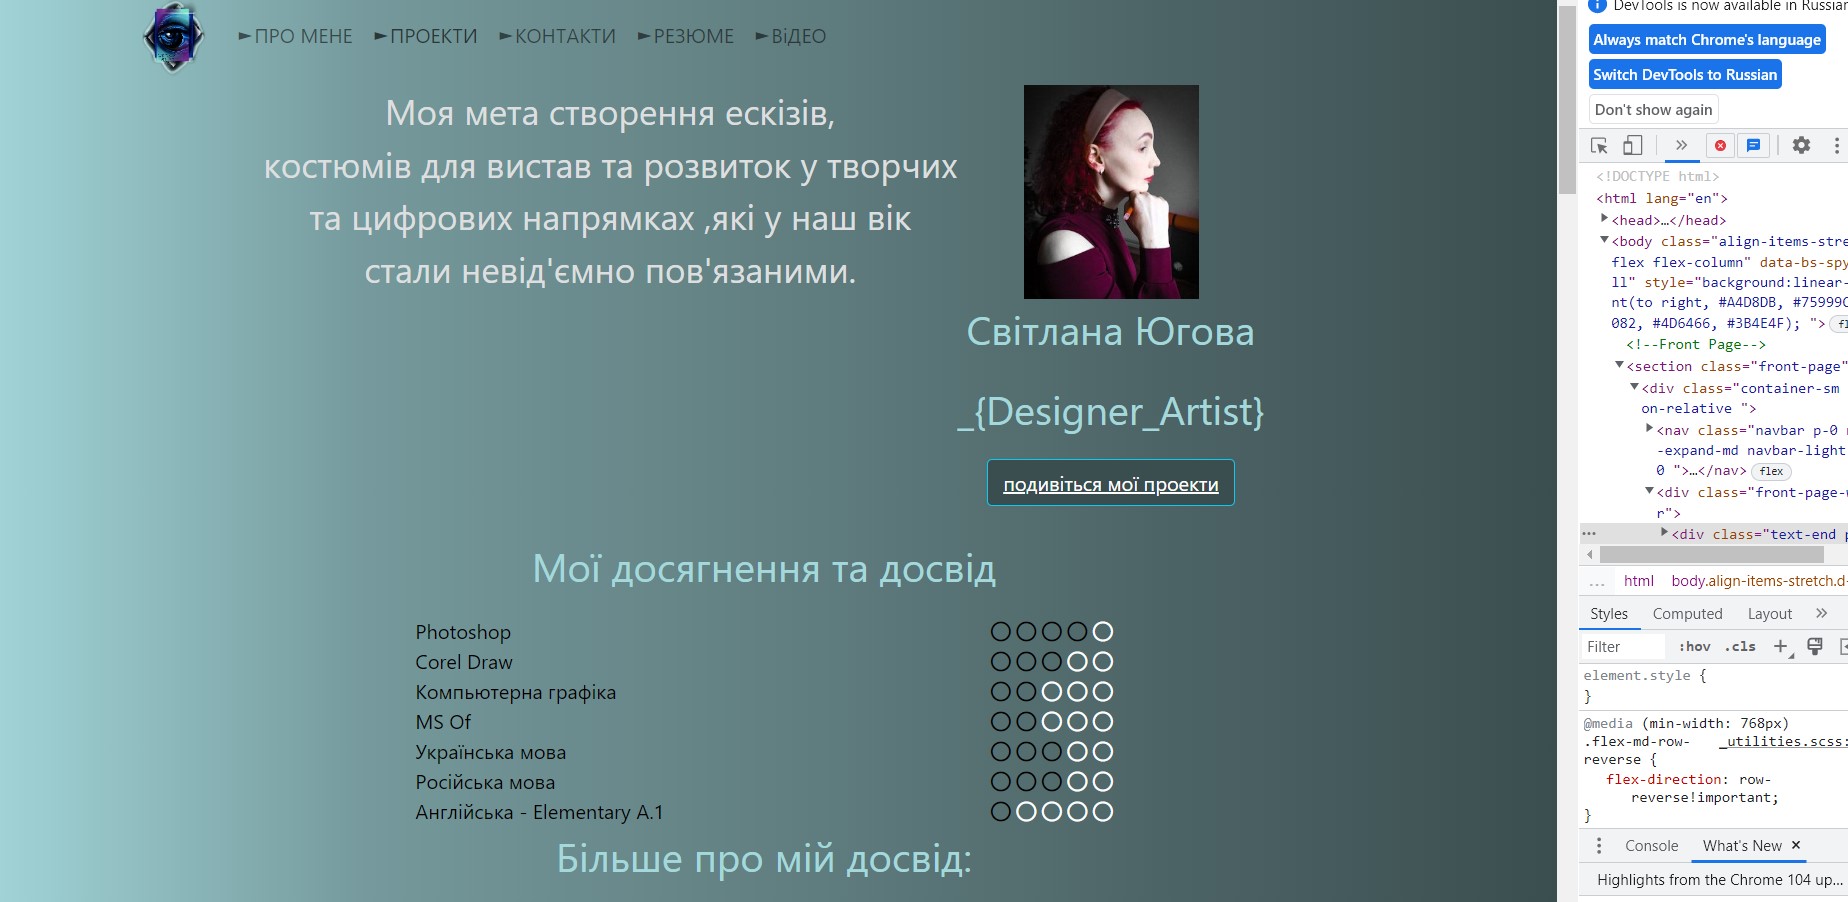 ►ПРО МЕНЕ ►ПРОЕКТИ ►КОНТАКТИ ►РЕЗЮМЕ ►ВіДЕО
Моя мета створення ескізів,
костюмів для вистав та розвиток у творчих
та цифрових напрямках ,які у наш вік
стали невід'ємно пов'язаними.
Світлана Югова
_{Designer_Artist}
подивіться мої проекти
Мої досягнення та досвід
Photoshop
Corel Draw
Компьютерна графіка
MS Of
Українська мова
Російська мова
Англійська - Elementary A.1
Більше про мій досвід:
DevTools is now available in Russian
Always match Chrome's language
Switch DevTools to Russian
Don't show again
<!DOCTYPE html>
<html lang="en">
<head>…</head>
<body class="align-items-stre
flex flex-column" data-bs-spy
ll" style="background:linear-
nt(to right, #A4D8DB, #75999C
082, #4D6466, #3B4E4F); ">
<!--Front Page-->
<section class="front-page"
<div class="container-sm
on-relative ">
<nav class="navbar p-0
-expand-md navbar-light
0 ">…</nav> flex
<div class="front-page-
r">
<div class="text-end p
... html body.align-items-stretch.d-
Styles Computed Layout
Filter :hov .cls +
element.style {
}
@media (min-width: 768px)
.flex-md-row- _utilities.scss:
reverse {
flex-direction: row-
reverse!important;
}
Console What's New ×
Highlights from the Chrome 104 up...